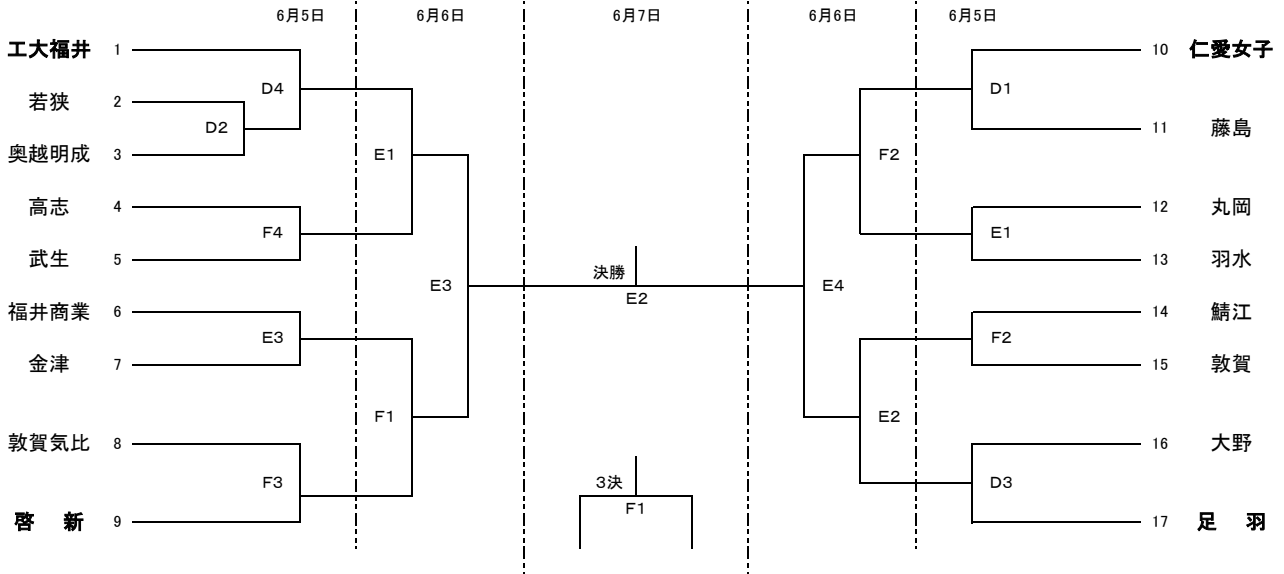 6月5日 6月6日 6月7日 6月6日 6月5日
工大福井 1 10 仁愛女子
D4 D1
若狭 2
D2 11 藤島
奥越明成 3 E1 F2
高志 4 12 丸岡
F4 E1
武生 5 13 羽水
決勝
E3 E4
E2
福井商業 6 14 鯖江
E3 F2
金津 7 15 敦賀
F1 E2
敦賀気比 8 16 大野
F3 3決 D3
F1
啓 新 9 17 足 羽